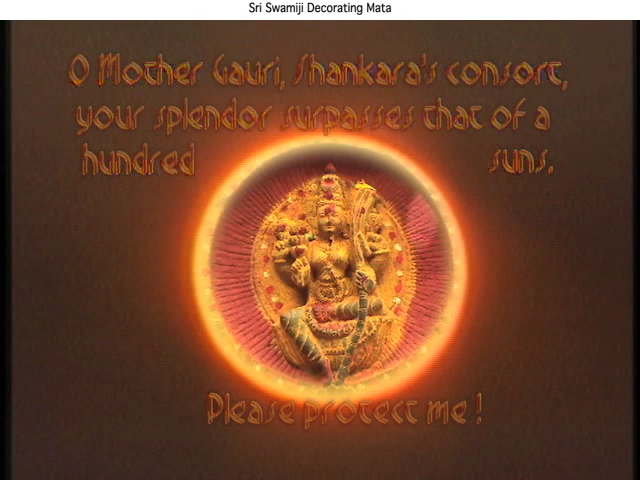 Sri Swamiji Decorating Mata
O Mother Gauri, Shankara's consort,
your splendor surpasses that of a
hundred suns.
Please protect me !